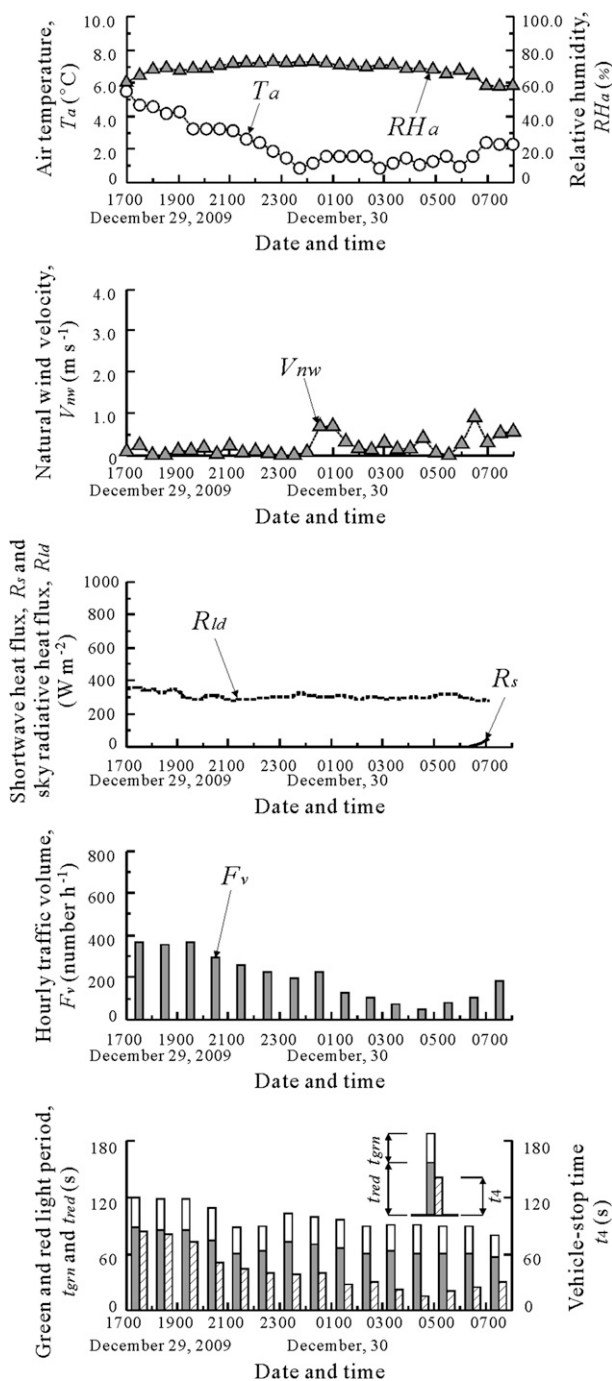 Air temperature,
Ta (°C)
10.0
8.0
6.0
4.0
2.0
0
Ta
RHa
100.0
80.0
60.0
40.0
20.0
0
Relative humidity,
RHa (%)
1700 1900 2100 2300 0100 0300 0500 0700
December 29, 2009 December, 30
Date and time
Natural wind velocity,
Vnw (m s-1)
4.0
3.0
2.0
1.0
0
Vnw
1700 1900 2100 2300 0100 0300 0500 0700
December 29, 2009 December, 30
Date and time
Shortwave heat flux, Rs and
sky radiative heat flux, Rld
(W m-2)
1000
800
600
400
200
0
Rld
Rs
1700 1900 2100 2300 0100 0300 0500 0700
December 29, 2009 December, 30
Date and time
Hourly traffic volume,
Fv (number h-1)
800
600
400
200
0
Fv
1700 1900 2100 2300 0100 0300 0500 0700
December 29, 2009 December, 30
Date and time
Green and red light period,
tgrn and tred (s)
180
120
60
0
tred tgrn
t4
180
120
60
0
Vehicle-stop time
t4 (s)
1700 1900 2100 2300 0100 0300 0500 0700
December 29, 2009 December, 30
Date and time